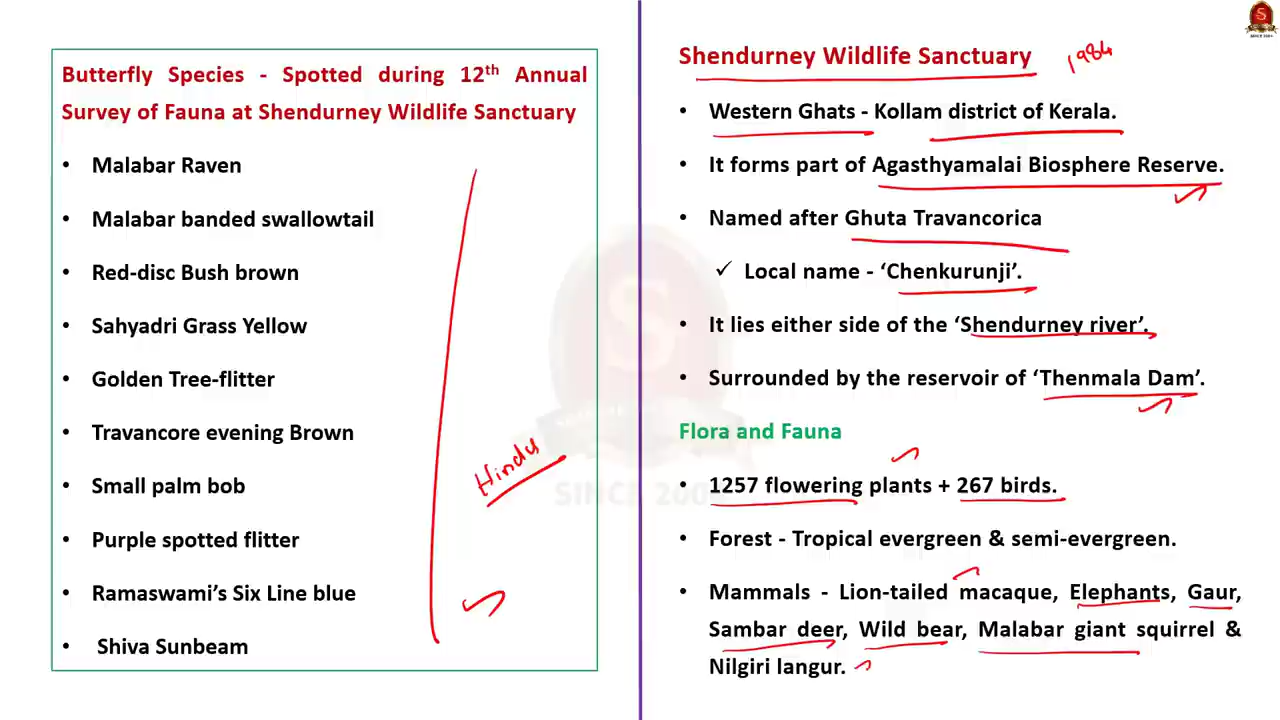 Butterfly Species - Spotted during 12th Annual
Survey of Fauna at Shendurney Wildlife Sanctuary
• Malabar Raven
• Malabar banded swallowtail
• Red-disc Bush brown
• Sahyadri Grass Yellow
• Golden Tree-flitter
• Travancore evening Brown
• Small palm bob
• Purple spotted flitter
• Ramaswami's Six Line blue
• Shiva Sunbeam
Hindu
SINCE 200
Shendurney Wildlife Sanctuary 1984
• Western Ghats - Kollam district of Kerala.
• It forms part of Agasthyamalai Biosphere Reserve.
• Named after Ghuta Travancorica
✓ Local name - ‘Chenkurunji’.
• It lies either side of the ‘Shendurney river’.
• Surrounded by the reservoir of ‘Thenmala Dam’.
Flora and Fauna
• 1257 flowering plants + 267 birds.
• Forest - Tropical evergreen & semi-evergreen.
• Mammals - Lion-tailed macaque, Elephants, Gaur,
Sambar deer, Wild bear, Malabar giant squirrel &
Nilgiri langur.